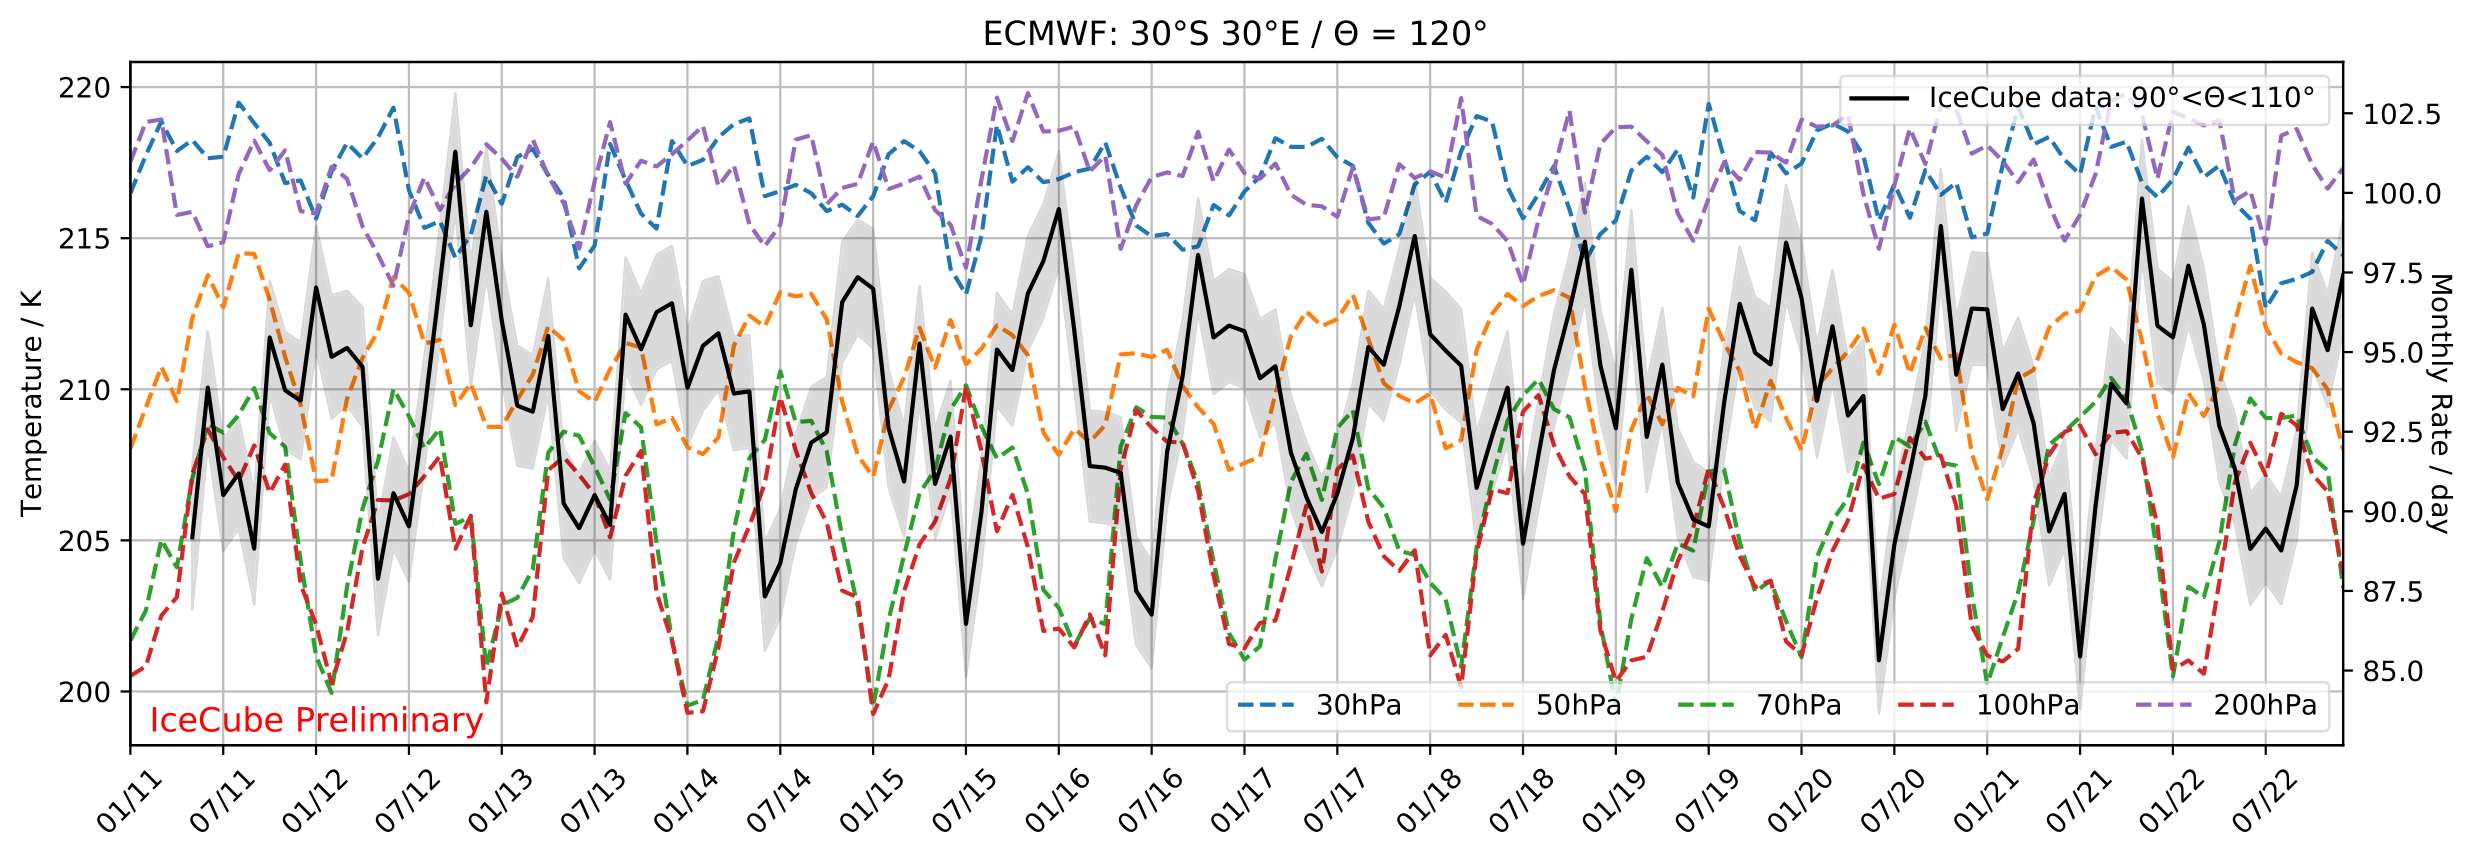 ECMWF: 30°S 30°E / Θ = 120°
IceCube data: 90°<Θ<110°
220
215
210
205
200
Temperature / K
102.5
100.0
97.5
95.0
92.5
90.0
87.5
85.0
Monthly Rate / day
IceCube Preliminary
30hPa 50hPa 70hPa 100hPa 200hPa
01/11 07/11 01/12 07/12 01/13 07/13 01/14 07/14 01/15 07/15 01/16 07/16 01/17 07/17 01/18 07/18 01/19 07/19 01/20 07/20 01/21 07/21 01/22 07/22